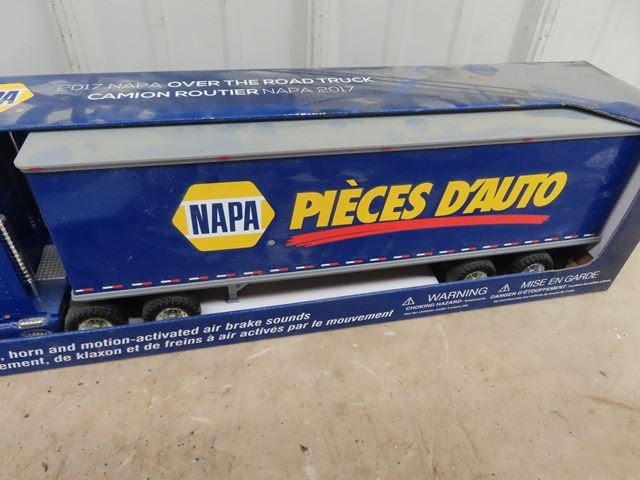 PA
2017 NAPA OVER THE ROAD TRUCK
CAMION ROUTIER NAPA 2017
NAPA
®
PIÈCES D'AUTO
WARNING
CHOKING HAZARD
MISE EN GARDE
DANGER D'ÉTOUFFEMENT
, horn and motion-activated air brake sounds
ement, de klaxon et de freins à air activés par le mouvement